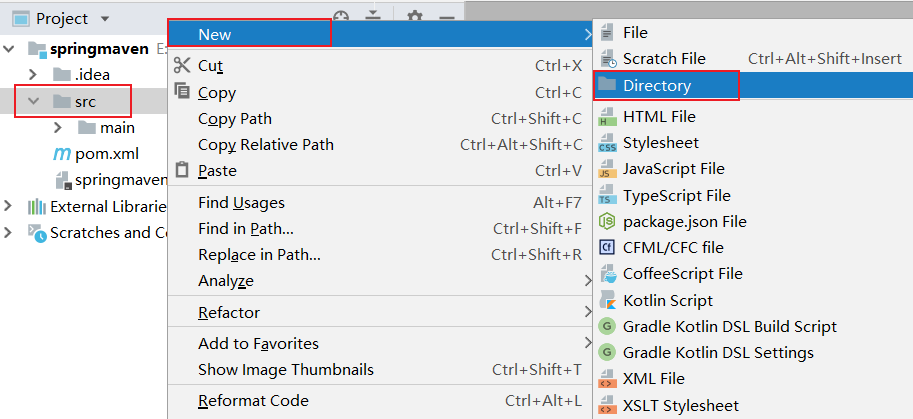 Project
springmaven E:
.idea
src
main
pom.xml
springmaven
External Librarie
Scratches and Co
New
Cut Ctrl+X
Copy Ctrl+C
Copy Path Ctrl+Shift+C
Copy Relative Path Ctrl+Alt+Shift+C
Paste Ctrl+V
Find Usages Alt+F7
Find in Path... Ctrl+Shift+F
Replace in Path... Ctrl+Shift+R
Analyze
Refactor
Add to Favorites
Show Image Thumbnails Ctrl+Shift+T
Reformat Code Ctrl+Alt+L
File
Scratch File Ctrl+Alt+Shift+Insert
Directory
HTML File
Stylesheet
JavaScript File
TypeScript File
package.json File
CFML/CFC file
CoffeeScript File
Kotlin Script
Gradle Kotlin DSL Build Script
Gradle Kotlin DSL Settings
XML File
XSLT Stylesheet